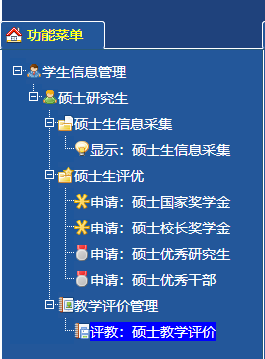 功能菜单
学生信息管理
硕士研究生
硕士生信息采集
显示：硕士生信息采集
硕士生评优
申请：硕士国家奖学金
申请：硕士校长奖学金
申请：硕士优秀研究生
申请：硕士优秀干部
教学评价管理
评教：硕士教学评价